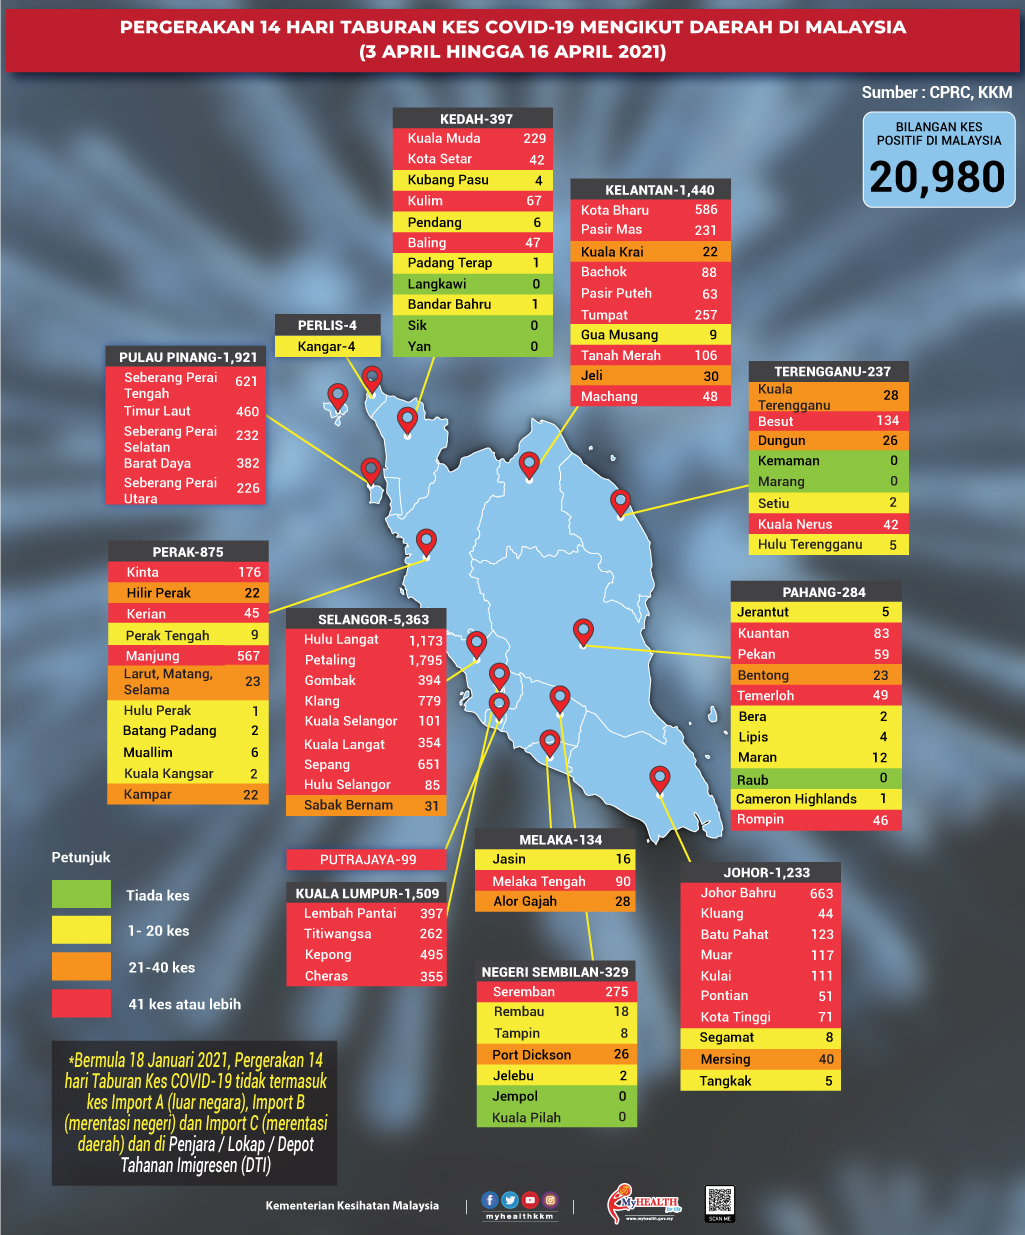 PERGERAKAN 14 HARI TABURAN KES COVID-19 MENGIKUT DAERAH DI MALAYSIA
(3 APRIL HINGGA 16 APRIL 2021)
Sumber : CPRC, KKM
BILANGAN KES
POSITIF DI MALAYSIA
20,980
KEDAH-397
Kuala Muda 229
Kota Setar 42
Kubang Pasu 4
Kulim 67
Pendang 6
Baling 47
Padang Terap 1
Langkawi 0
Bandar Bahru 1
Sik 0
Yan 0
KELANTAN-1,440
Kota Bharu 586
Pasir Mas 231
Kuala Krai 22
Bachok 88
Pasir Puteh 63
Tumpat 257
Gua Musang 9
Tanah Merah 106
Jeli 30
Machang 48
PERLIS-4
Kangar-4
PULAU PINANG-1,921
Seberang Perai
Tengah 621
Timur Laut 460
Seberang Perai
Selatan 232
Barat Daya 382
Seberang Perai
Utara 226
TERENGGANU-237
Kuala
Terengganu 28
Besut 134
Dungun 26
Kemaman 0
Marang 0
Setiu 2
Kuala Nerus 42
Hulu Terengganu 5
PERAK-875
Kinta 176
Hilir Perak 22
Kerian 45
Perak Tengah 9
Manjung 567
Larut, Matang,
Selama 23
Hulu Perak 1
Batang Padang 2
Muallim 6
Kuala Kangsar 2
Kampar 22
SELANGOR-5,363
Hulu Langat 1,173
Petaling 1,795
Gombak 394
Klang 779
Kuala Selangor 101
Kuala Langat 354
Sepang 651
Hulu Selangor 85
Sabak Bernam 31
PAHANG-284
Jerantut 5
Kuantan 83
Pekan 59
Bentong 23
Temerloh 49
Bera 2
Lipis 4
Maran 12
Raub 0
Cameron Highlands 1
Rompin 46
PUTRAJAYA-99
KUALA LUMPUR-1,509
Lembah Pantai 397
Titiwangsa 262
Kepong 495
Cheras 355
MELAKA-134
Jasin 16
Melaka Tengah 90
Alor Gajah 28
NEGERI SEMBILAN-329
Seremban 275
Rembau 18
Tampin 8
Port Dickson 26
Jelebu 2
Jempol 0
Kuala Pilah 0
JOHOR-1,233
Johor Bahru 663
Kluang 44
Batu Pahat 123
Muar 117
Kulai 111
Pontian 51
Kota Tinggi 71
Segamat 8
Mersing 40
Tangkak 5
Petunjuk
Tiada kes
1- 20 kes
21-40 kes
41 kes atau lebih
*Bermula 18 Januari 2021, Pergerakan 14
hari Taburan Kes COVID-19 tidak termasuk
kes Import A (luar negara), Import B
(merentasi negeri) dan Import C (merentasi
daerah) dan di Penjara / Lokap / Depot
Tahanan Imigresen (DTI)
Kementerian Kesihatan Malaysia
myhealthkkm
MyHEALTH
for life
www.myhealth.gov.my
SCAN ME